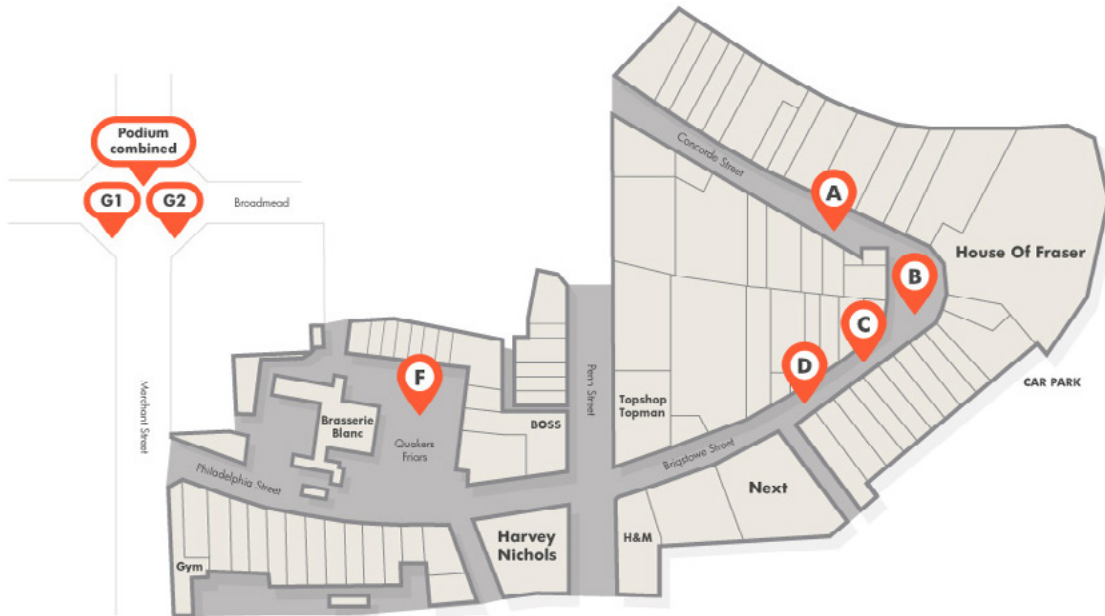 Podium
combined
G1
G2
Broadmead
Concorde Street
A
House Of Fraser
B
C
D
F
Penn Street
CAR PARK
Topshop
Topman
Brasserie
Blanc
BOSS
Quakers
Friars
Merchant Street
Brigstowe Street
Philadelphia Street
Next
Harvey
Nichols
H&M
Gym